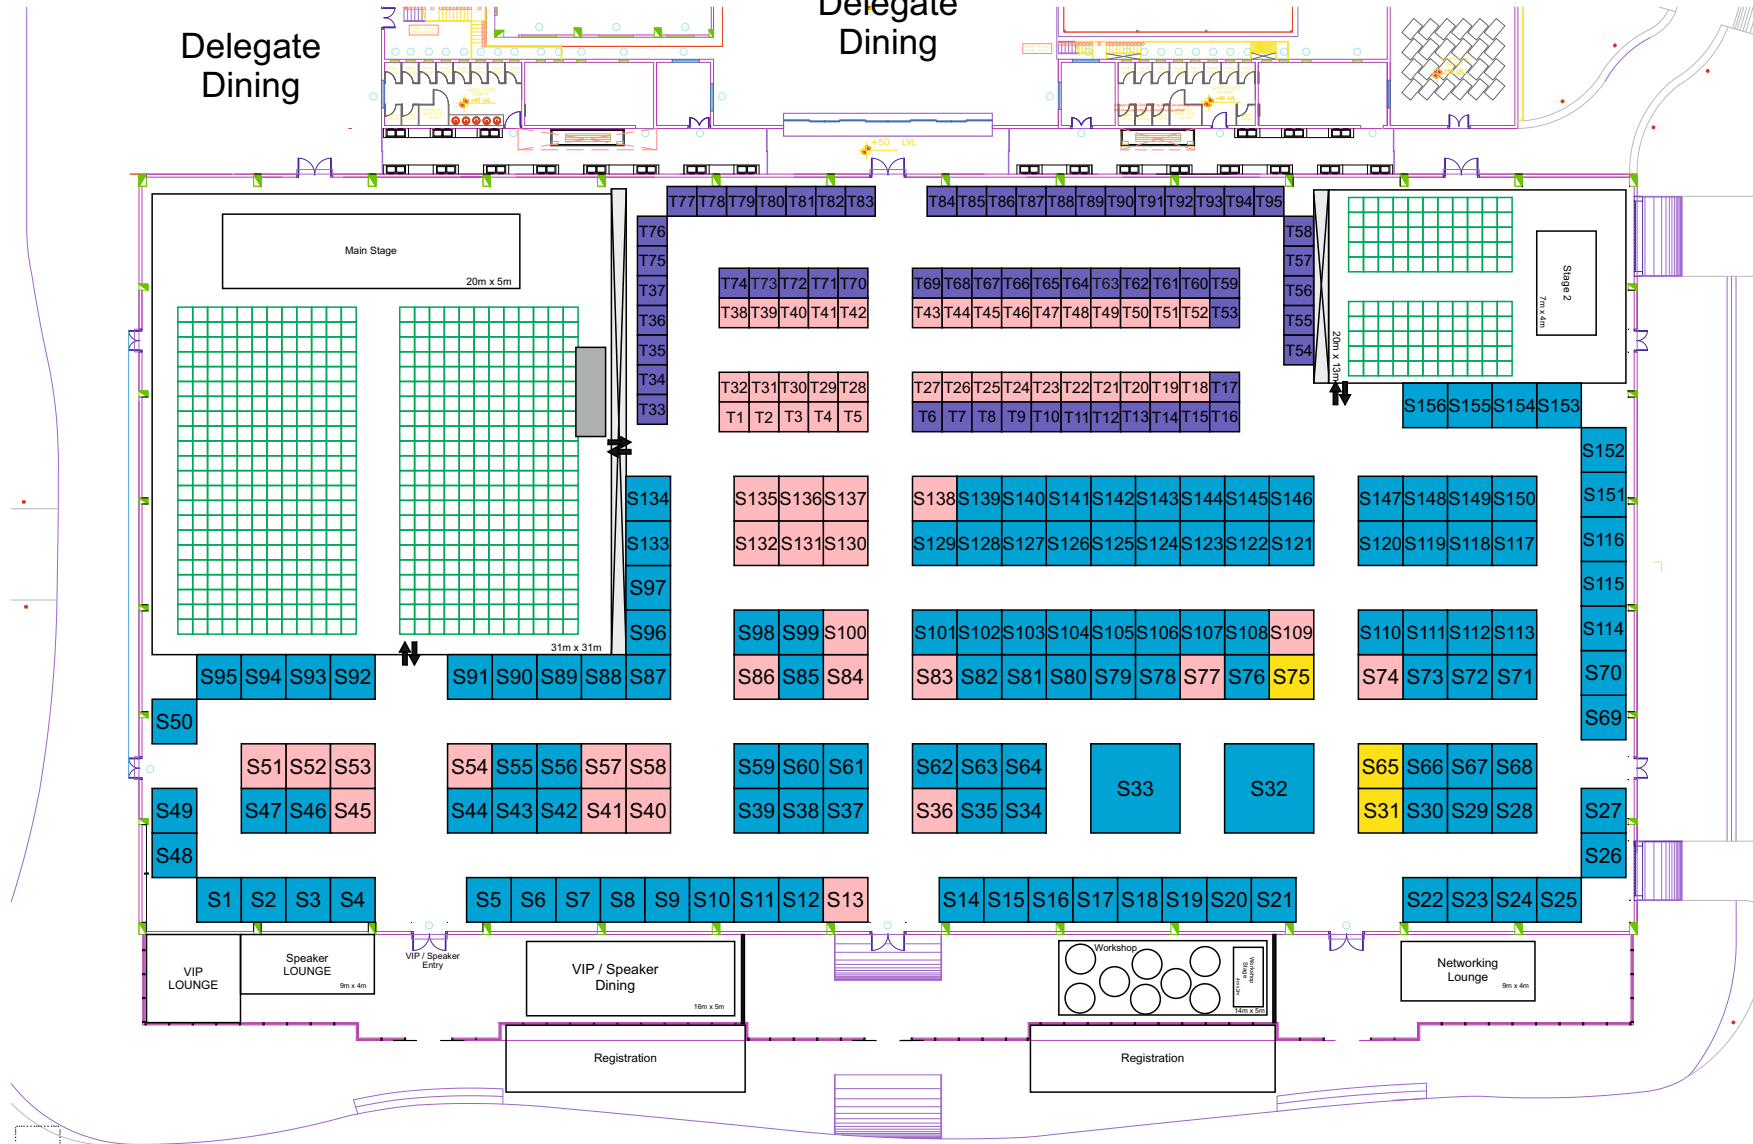 Delegate
Dining
Delegate
Dining
+50 LVL
T77 T78 T79 T80 T81 T82 T83
T84 T85 T86 T87 T88 T89 T90 T91 T92 T93 T94 T95
Main Stage
20m x 5m
T76
T75
T37
T36
T35
T34
T33
T74 T73 T72 T71 T70
T38 T39 T40 T41 T42
T69 T68 T67 T66 T65 T64 T63 T62 T61 T60 T59
T43 T44 T45 T46 T47 T48 T49 T50 T51 T52 T53
T58
T57
T56
T55
T54
Stage 2
7m x 4m
20m x 13m
T32 T31 T30 T29 T28
T1 T2 T3 T4 T5
T27 T26 T25 T24 T23 T22 T21 T20 T19 T18 T17
T6 T7 T8 T9 T10 T11 T12 T13 T14 T15 T16
S156 S155 S154 S153
S152
S151
S116
S115
S114
S70
S69
S134
S133
S97
S96
S135 S136 S137
S132 S131 S130
S138 S139 S140 S141 S142 S143 S144 S145 S146
S129 S128 S127 S126 S125 S124 S123 S122 S121
S147 S148 S149 S150
S120 S119 S118 S117
31m x 31m
S98 S99 S100
S86 S85 S84
S101 S102 S103 S104 S105 S106 S107 S108 S109
S83 S82 S81 S80 S79 S78 S77 S76 S75
S110 S111 S112 S113
S74 S73 S72 S71
S95 S94 S93 S92
S91 S90 S89 S88 S87
S50
S51 S52 S53
S47 S46 S45
S54 S55 S56 S57 S58
S44 S43 S42 S41 S40
S59 S60 S61
S39 S38 S37
S62 S63 S64
S36 S35 S34
S33
S32
S65 S66 S67 S68
S31 S30 S29 S28
S49
S48
S27
S26
S1 S2 S3 S4
S5 S6 S7 S8 S9 S10 S11 S12 S13
S14 S15 S16 S17 S18 S19 S20 S21
S22 S23 S24 S25
VIP
LOUNGE
Speaker
LOUNGE
9m x 4m
VIP / Speaker
Entry
VIP / Speaker
Dining
16m x 5m
Workshop
Workshop
Stage
14m x 5m
Networking
Lounge
9m x 4m
Registration
Registration